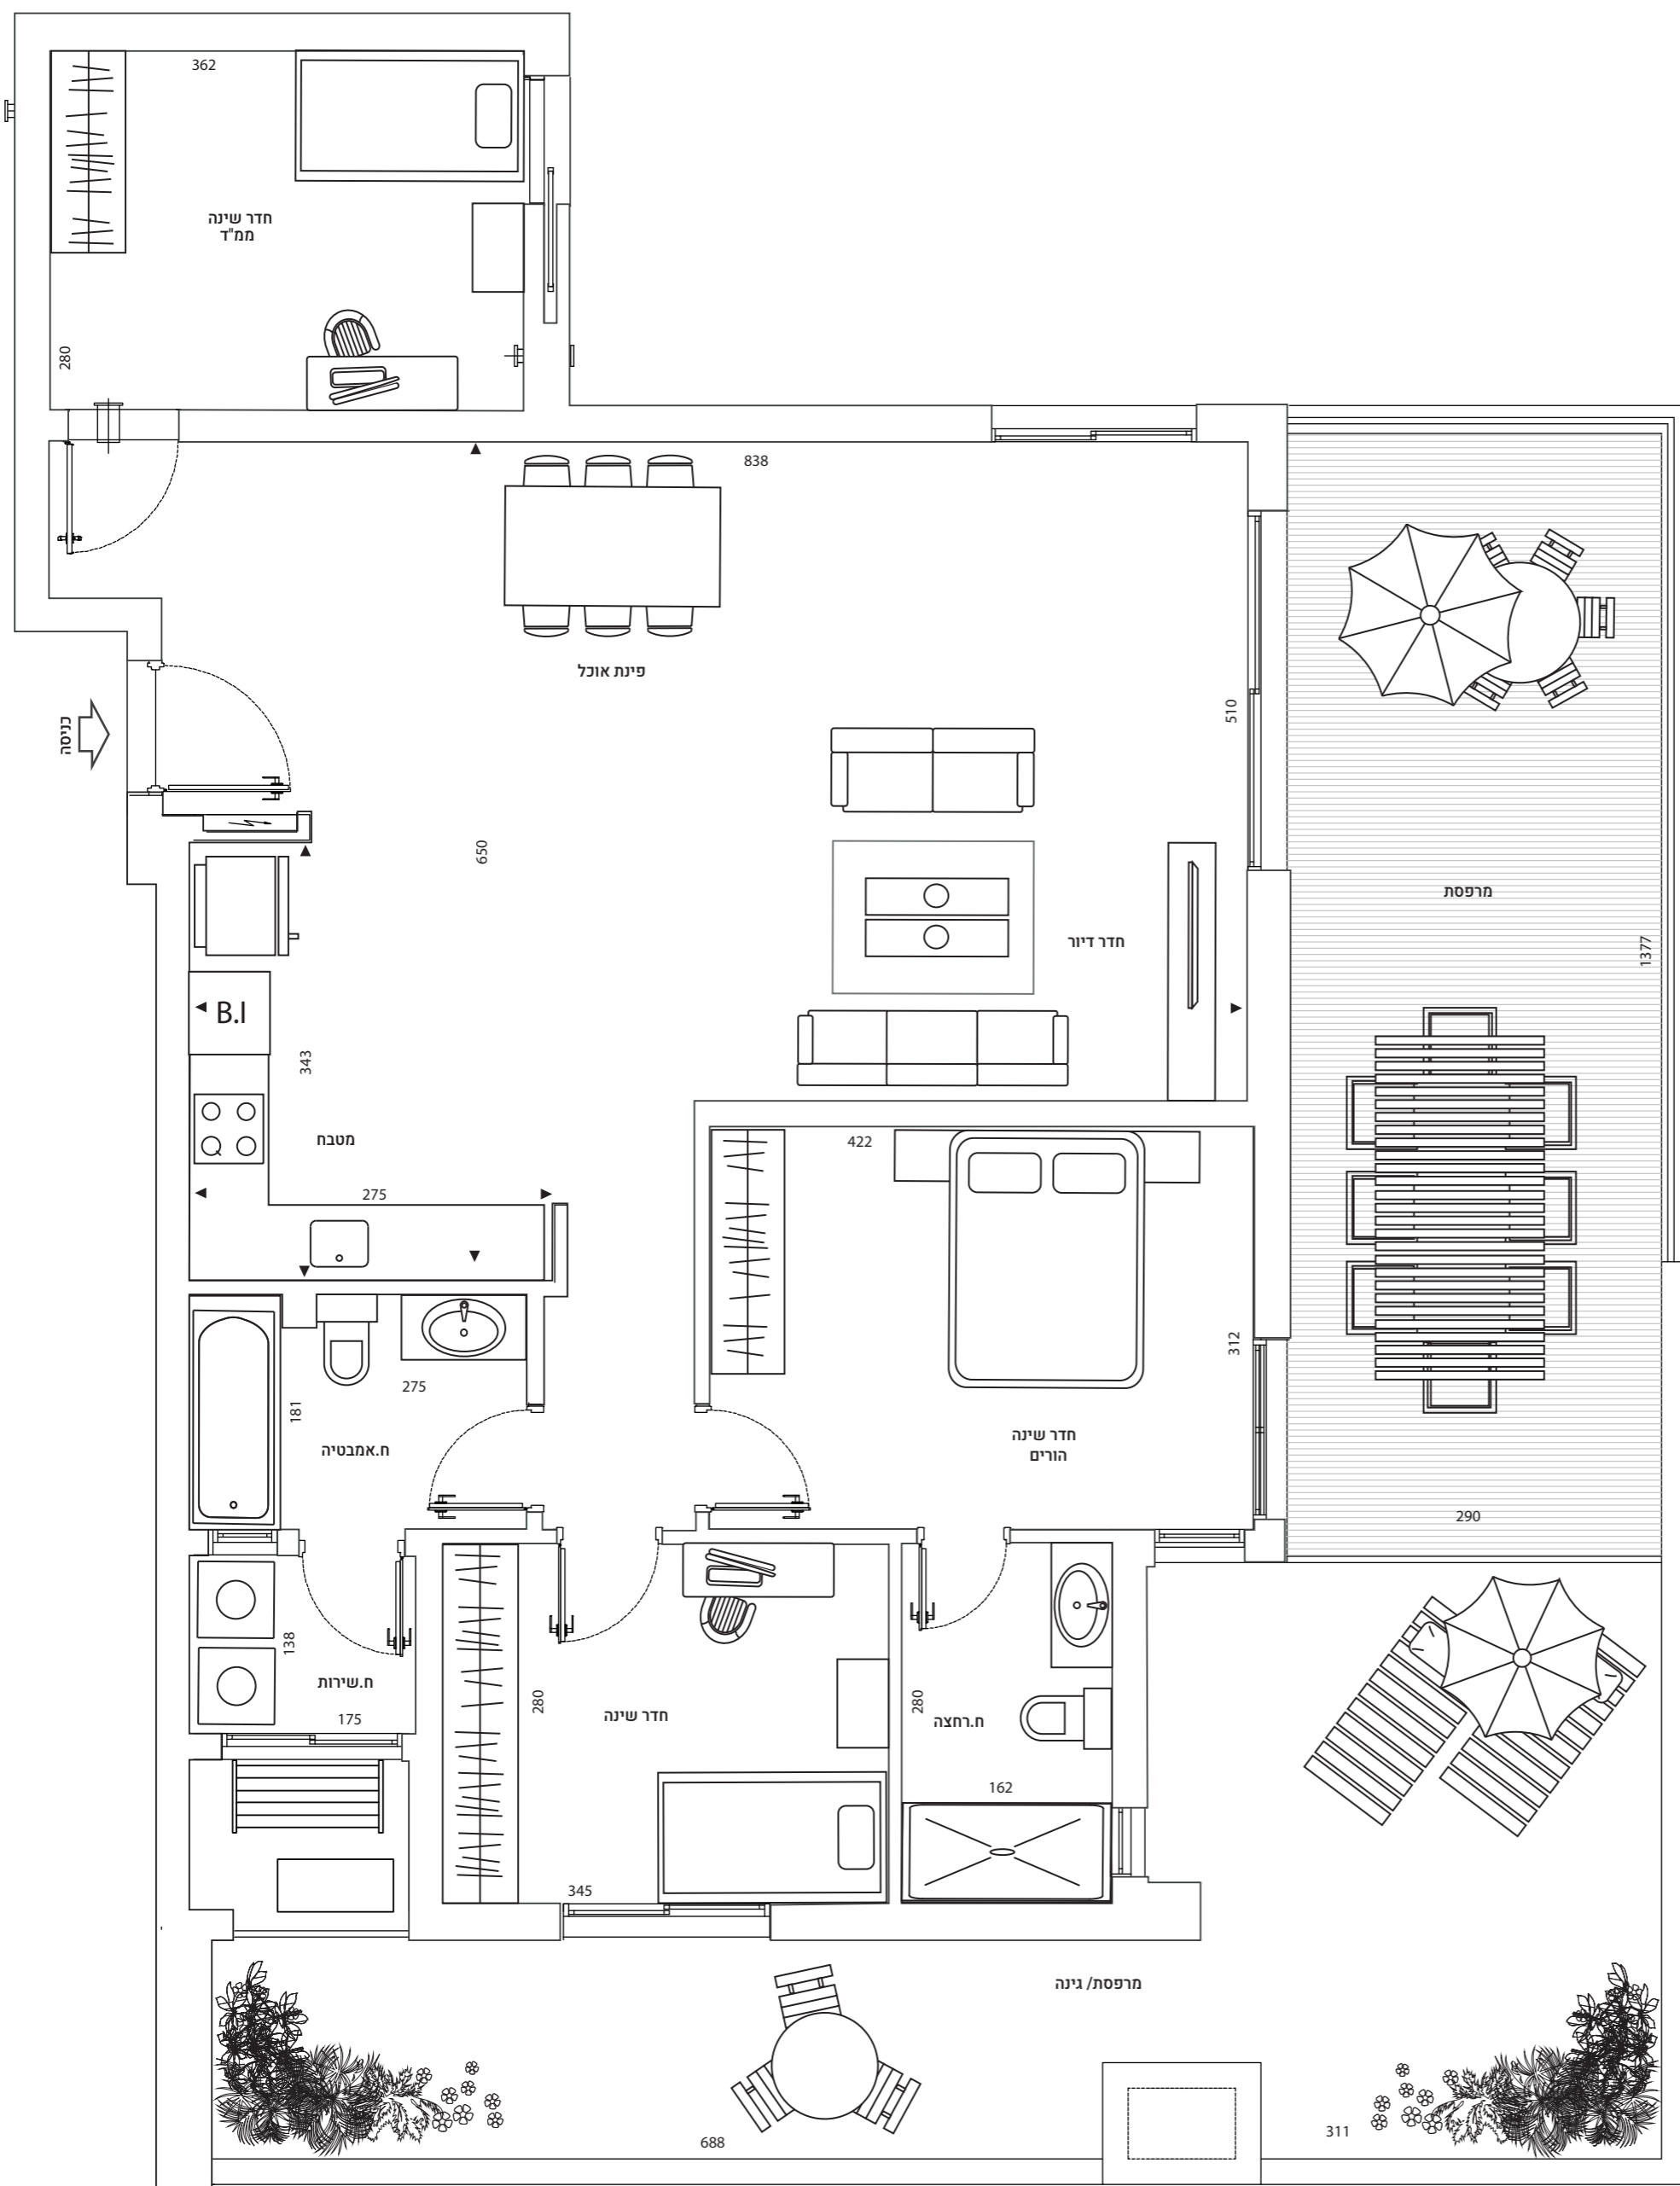 362
חדר שינה
ממ"ד
280
838
פינת אוכל
כניסה
510
650
מרפסת
חדר דיור
1377
B.I
343
מטבח
422
275
312
275
181
חדר שינה
הורים
ח.אמבטיה
290
138
ח.שירות
175
280
חדר שינה
280
ח.רחצה
162
345
מרפסת/ גינה
688
311